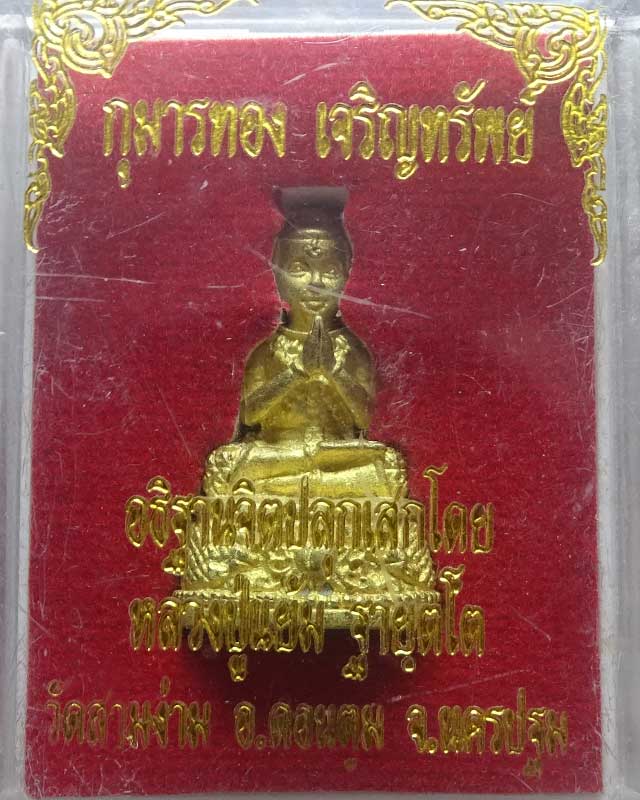 กุมารทอง เจริญทรัพย์
อธิฐานจิตปลุกเสกโดย
หลวงปู่แย้ม ฐานยุตโต
วัดสามง่าม อ.ดอนตูม จ.นครปฐม